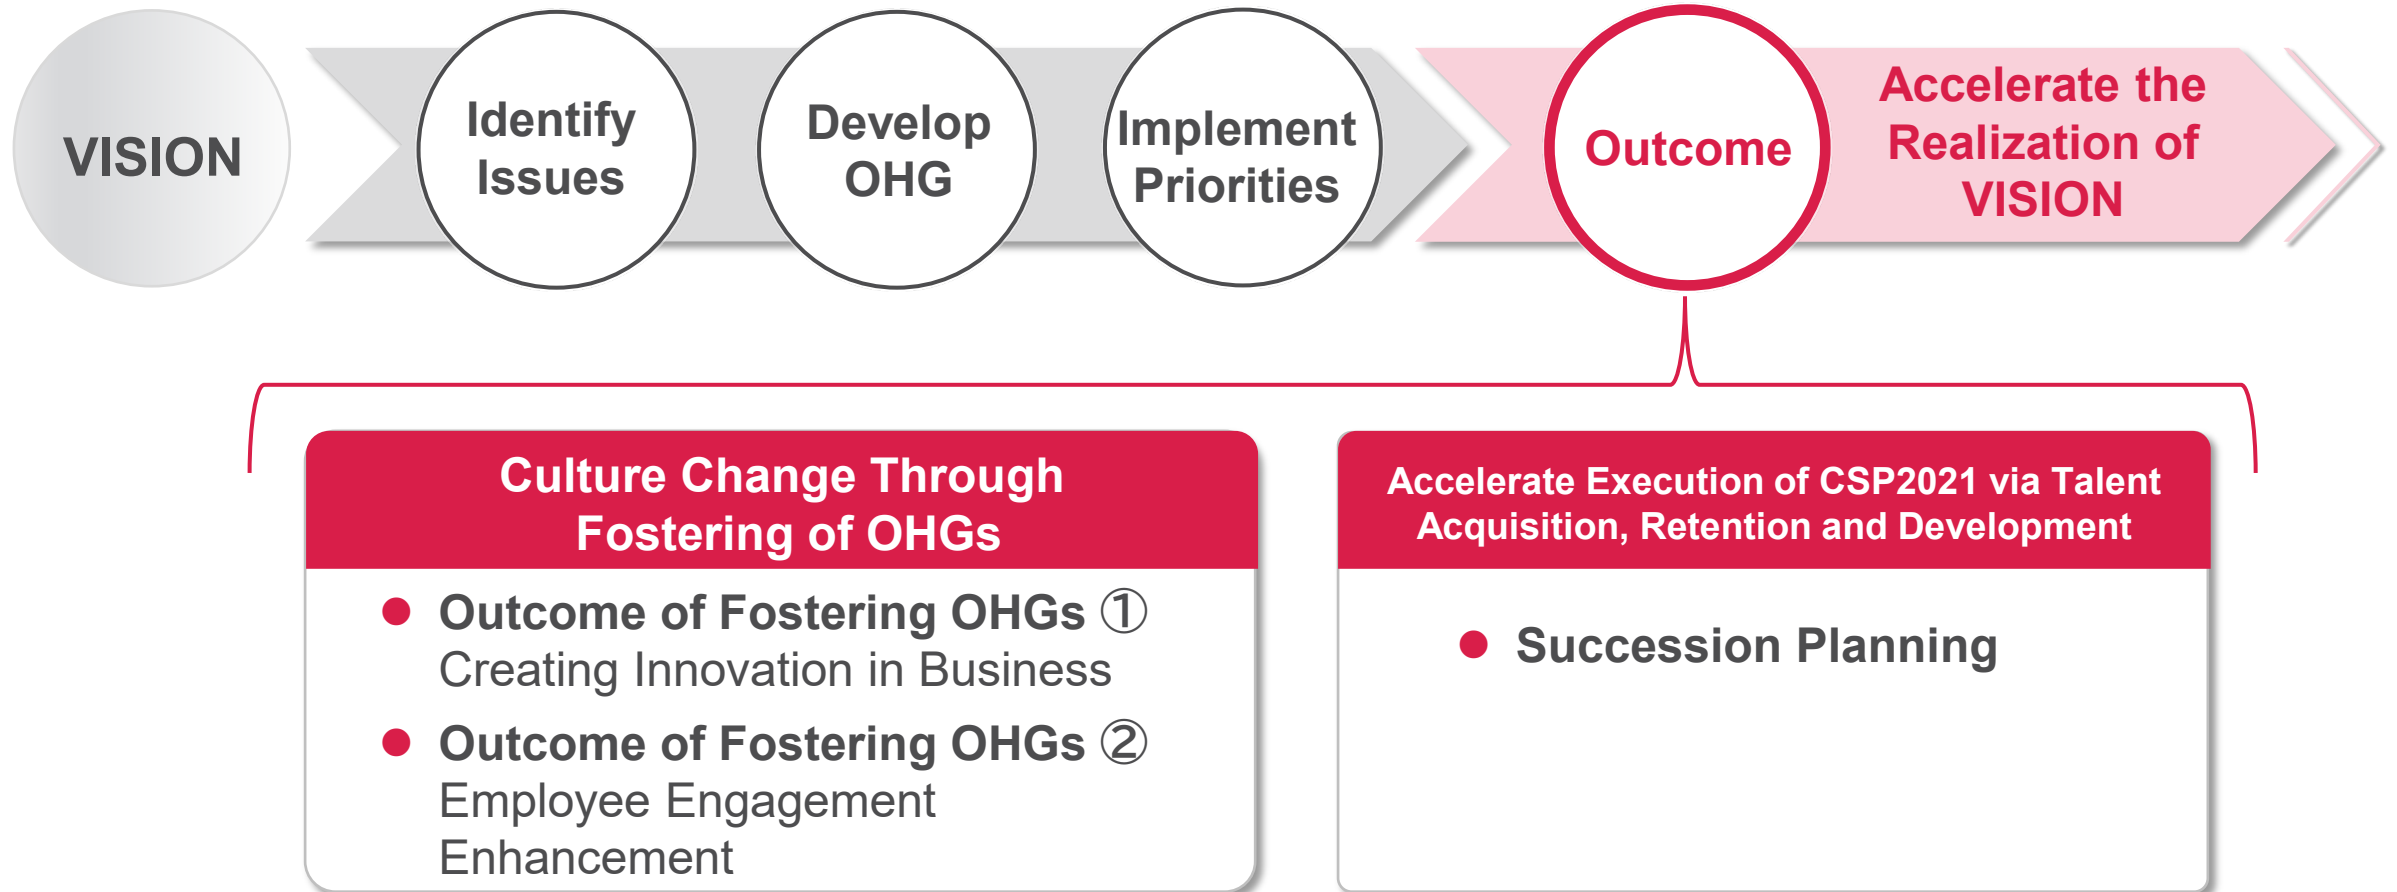 VISION
Identify
Issues
Develop
OHG
Implement
Priorities
Outcome
Accelerate the
Realization of
VISION
Culture Change Through
Fostering of OHGs
● Outcome of Fostering OHGs ①
Creating Innovation in Business
● Outcome of Fostering OHGs ②
Employee Engagement
Enhancement
Accelerate Execution of CSP2021 via Talent
Acquisition, Retention and Development
● Succession Planning